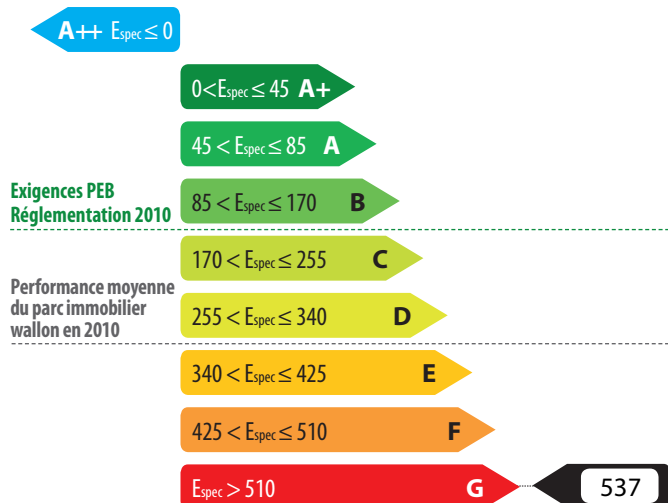 A++ Espec ≤ 0
0 < Espec ≤ 45 A+
45 < Espec ≤ 85 A
Exigences PEB
Réglementation 2010
85 < Espec ≤ 170 B
170 < Espec ≤ 255 C
Performance moyenne
du parc immobilier
wallon en 2010
255 < Espec ≤ 340 D
340 < Espec ≤ 425 E
425 < Espec ≤ 510 F
Espec > 510 G
537